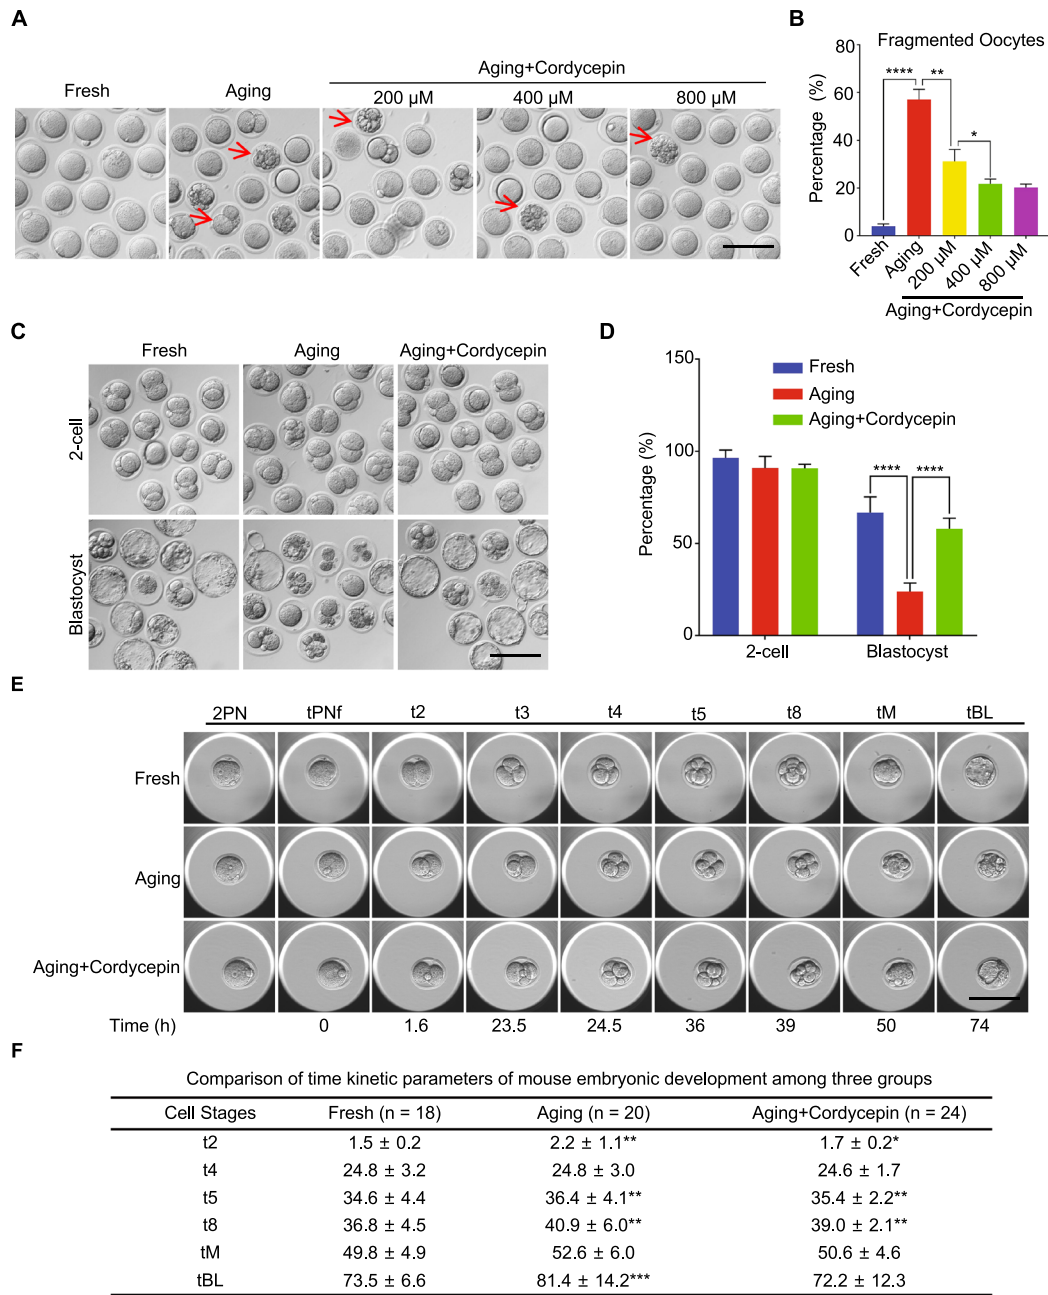 A
Aging+Cordycepin
Fresh
Aging
200 µM
400 µM
800 µM
B
Fragmented Oocytes
Percentage (%)
80
60
40
20
0
****
**
*
Fresh
Aging
200 µM
400 µM
800 µM
Aging+Cordycepin
C
Fresh
Aging
Aging+Cordycepin
2-cell
Blastocyst
D
Percentage (%)
150
100
50
0
Fresh
Aging
Aging+Cordycepin
**** ****
2-cell
Blastocyst
E
2PN tPNf t2 t3 t4 t5 t8 tM tBL
Fresh
Aging
Aging+Cordycepin
Time (h) 0 1.6 23.5 24.5 36 39 50 74
F
Comparison of time kinetic parameters of mouse embryonic development among three groups
Cell Stages Fresh (n = 18) Aging (n = 20) Aging+Cordycepin (n = 24)
t2 1.5 ± 0.2 2.2 ± 1.1** 1.7 ± 0.2*
t4 24.8 ± 3.2 24.8 ± 3.0 24.6 ± 1.7
t5 34.6 ± 4.4 36.4 ± 4.1** 35.4 ± 2.2**
t8 36.8 ± 4.5 40.9 ± 6.0** 39.0 ± 2.1**
tM 49.8 ± 4.9 52.6 ± 6.0 50.6 ± 4.6
tBL 73.5 ± 6.6 81.4 ± 14.2*** 72.2 ± 12.3